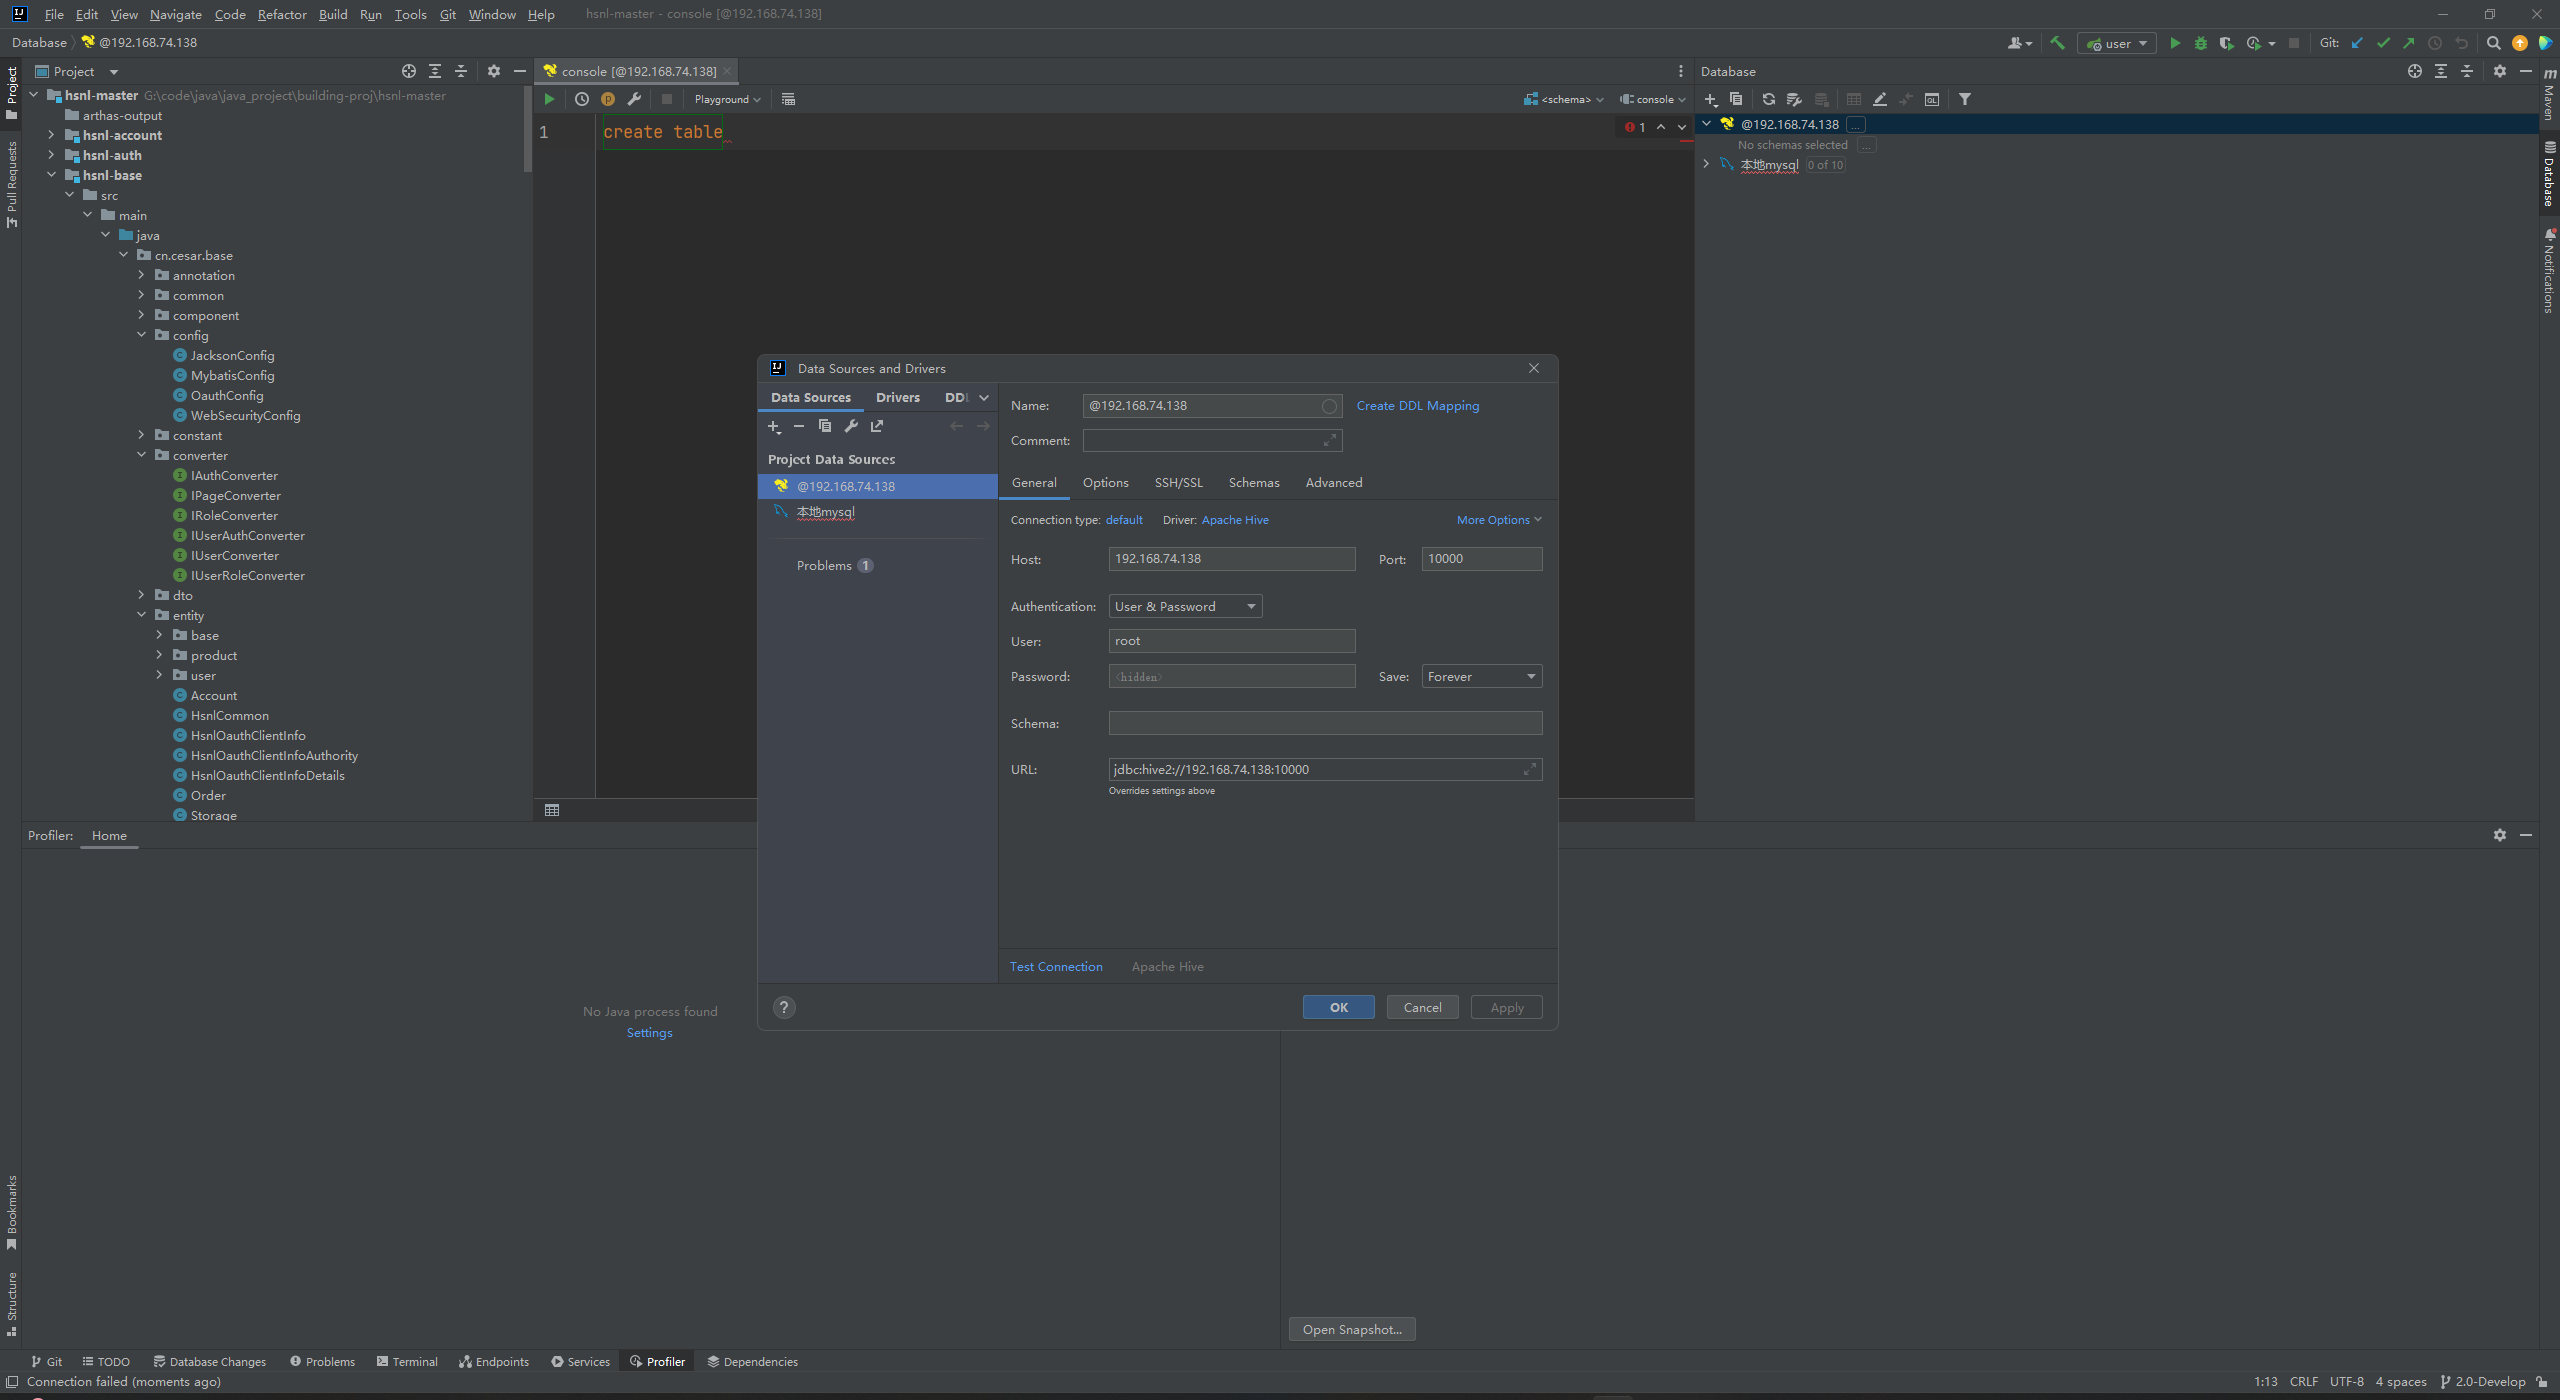 File Edit View Navigate Code Refactor Build Run Tools Git Window Help hsnl-master - console [@192.168.74.138]
Database @192.168.74.138
user
Git:
Project
console [@192.168.74.138]
Database
hsnl-master G:\code\java\java_project\building-proj\hsnl-master
arthas-output
hsnl-account
hsnl-auth
hsnl-base
src
main
java
cn.cesar.base
annotation
common
component
config
JacksonConfig
MybatisConfig
OauthConfig
WebSecurityConfig
constant
converter
IAuthConverter
IPageConverter
IRoleConverter
IUserAuthConverter
IUserConverter
IUserRoleConverter
dto
entity
base
product
user
Account
HsnlCommon
HsnlOauthClientInfo
HsnlOauthClientInfoAuthority
HsnlOauthClientInfoDetails
Order
Storage
Playground
<schema>
console
1 create table
1
@192.168.74.138 ...
No schemas selected ...
本地mysql 0 of 10
Project
Pull Requests
Bookmarks
Structure
Maven
Database
Notifications
Data Sources and Drivers
Data Sources Drivers DDL
Project Data Sources
@192.168.74.138
本地mysql
Problems 1
Name: @192.168.74.138 Create DDL Mapping
Comment:
General Options SSH/SSL Schemas Advanced
Connection type: default Driver: Apache Hive More Options
Host: 192.168.74.138 Port: 10000
Authentication: User & Password
User: root
Password: <hidden> Save: Forever
Schema:
URL: jdbc:hive2://192.168.74.138:10000
Overrides settings above
Test Connection Apache Hive
? OK Cancel Apply
Profiler: Home
No Java process found
Settings
Open Snapshot...
Git TODO Database Changes Problems Terminal Endpoints Services Profiler Dependencies
Connection failed (moments ago)
1:13 CRLF UTF-8 4 spaces 2.0-Develop